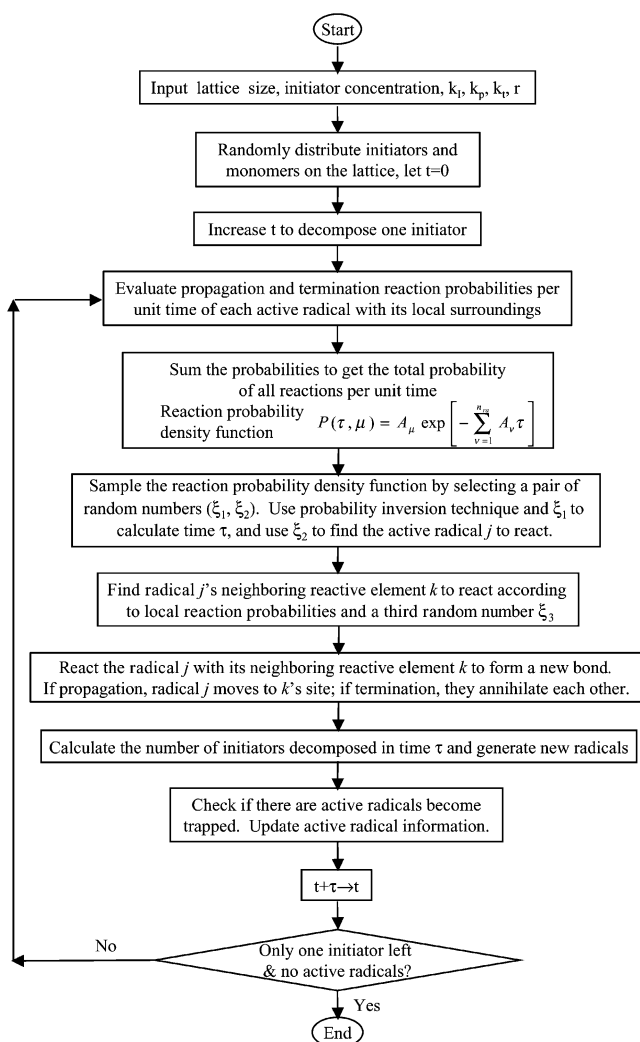 Start
Input lattice size, initiator concentration, k_I, k_p, k_t, r
Randomly distribute initiators and
monomers on the lattice, let t=0
Increase t to decompose one initiator
Evaluate propagation and termination reaction probabilities per
unit time of each active radical with its local surroundings
Sum the probabilities to get the total probability
of all reactions per unit time
Reaction probability
density function P(τ, μ) = A_μ exp[−∑_{ν=1}^{n_{rg}} A_ν τ]
Sample the reaction probability density function by selecting a pair of
random numbers (ξ₁, ξ₂). Use probability inversion technique and ξ₁ to
calculate time τ, and use ξ₂ to find the active radical j to react.
Find radical j’s neighboring reactive element k to react according
to local reaction probabilities and a third random number ξ₃
React the radical j with its neighboring reactive element k to form a new bond.
If propagation, radical j moves to k’s site; if termination, they annihilate each other.
Calculate the number of initiators decomposed in time τ and generate new radicals
Check if there are active radicals become
trapped. Update active radical information.
t+τ→t
No
Only one initiator left
& no active radicals?
Yes
End